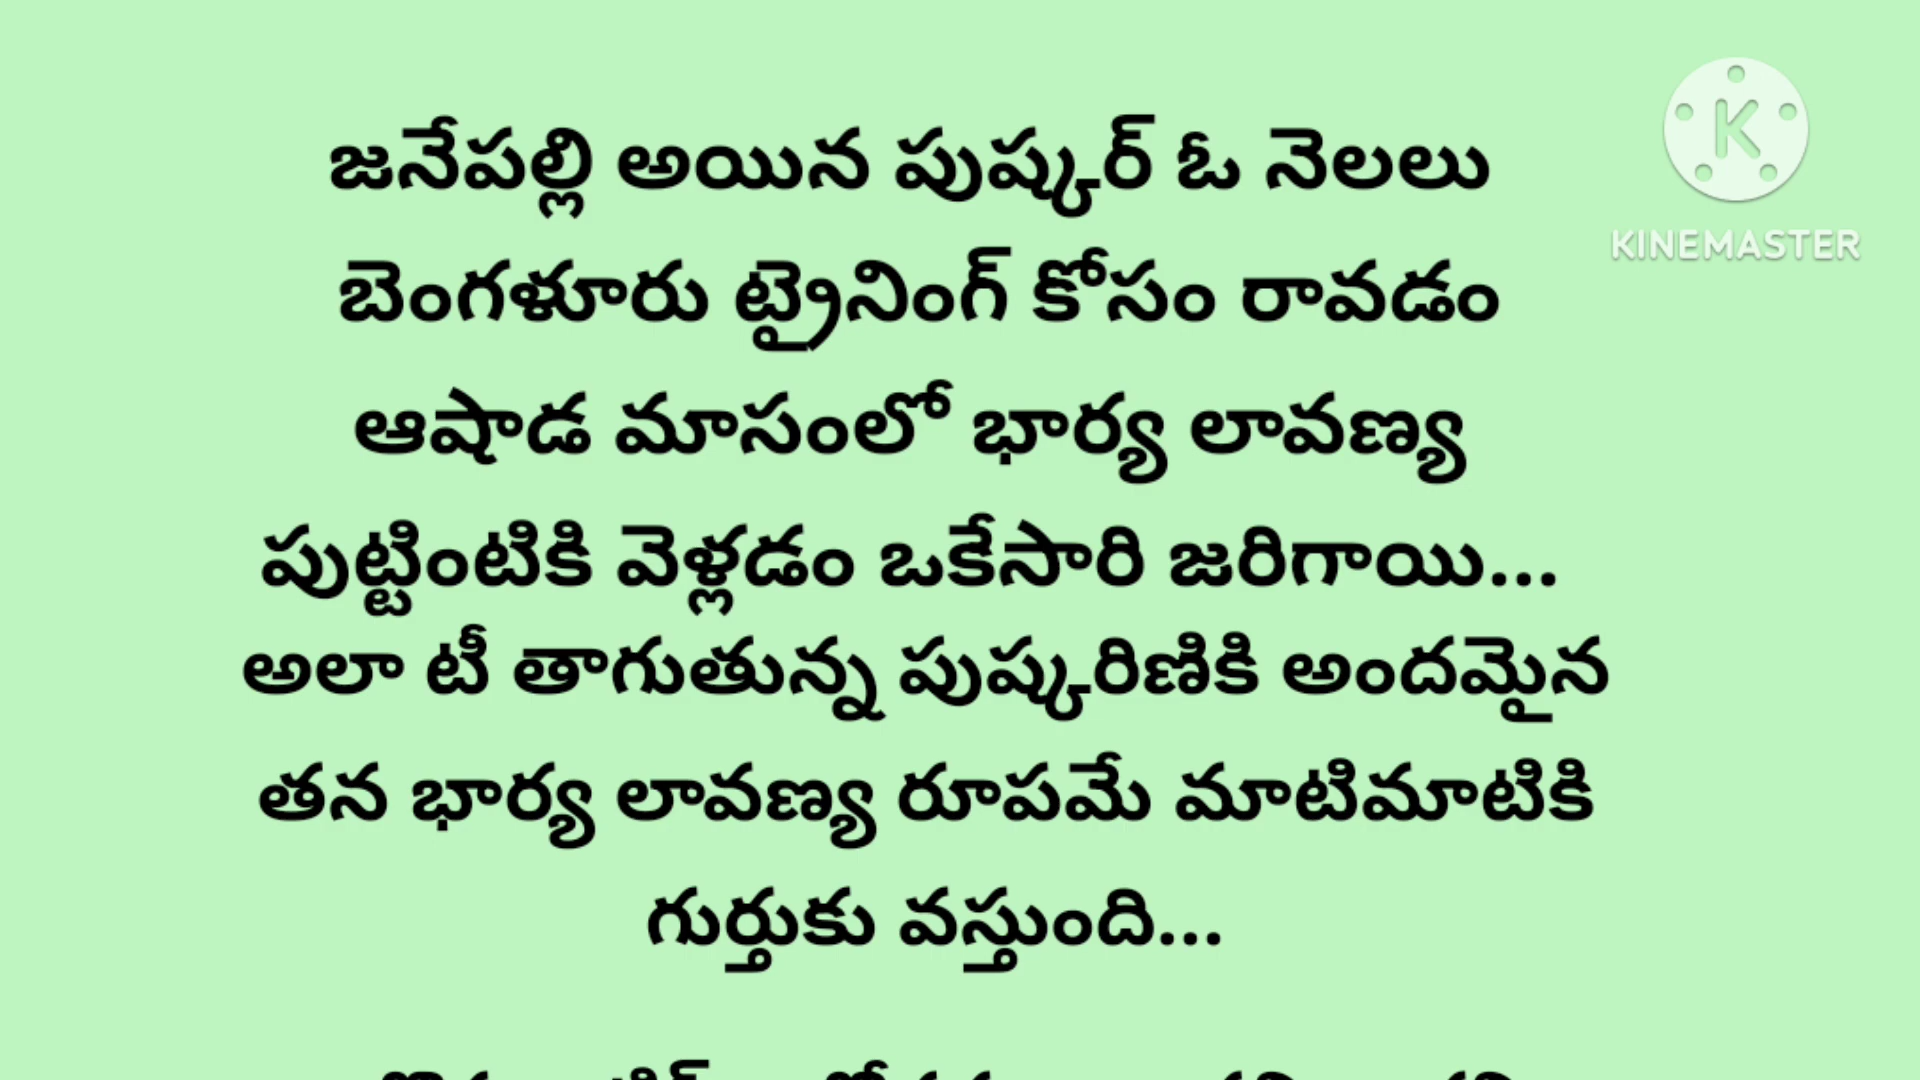 జనేపల్లి అయిన పుష్కర్ ఓ నెలలు
బెంగళూరు ట్రైనింగ్ కోసం రావడం
ఆషాడ మాసంలో భార్య లావణ్య
పుట్టింటికి వెళ్లడం ఒకేసారి జరిగాయి...
అలా టీ తాగుతున్న పుష్కరిణికి అందమైన
తన భార్య లావణ్య రూపమే మాటిమాటికి
గుర్తుకు వస్తుంది...
K
KINEMASTER